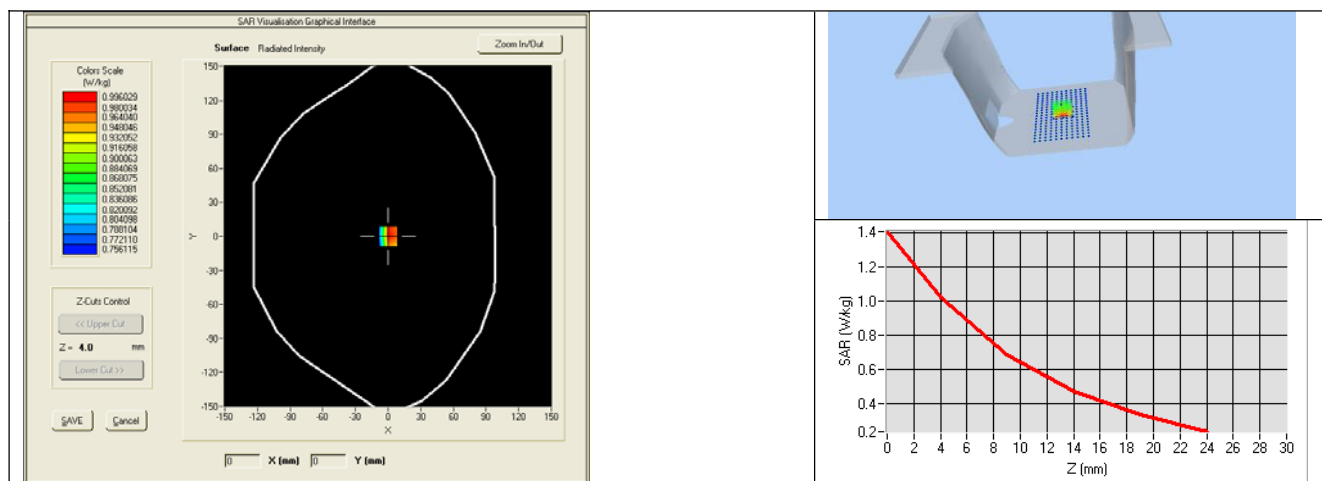 SAR Visualisation Graphical Interface
Surface Radiated Intensity
Zoom In/Out
Colors Scale
(W/kg)
0.996029
0.980034
0.964040
0.948046
0.932052
0.916058
0.900063
0.884069
0.868075
0.852081
0.836086
0.820092
0.804098
0.788104
0.772110
0.756115
Z-Cuts Control
<< Upper Cut
Z = 4.0 mm
Lower Cut >>
SAVE Cancel
150
120
90
60
30
0
-30
-60
-90
-120
-150
Y
-150 -120 -90 -60 -30 0 30 60 90 120 150
X
0 X (mm) 0 Y (mm)
1.4
1.2
1.0
0.8
0.6
0.4
0.2
SAR (W/kg)
0 2 4 6 8 10 12 14 16 18 20 22 24 26 28 30
Z (mm)